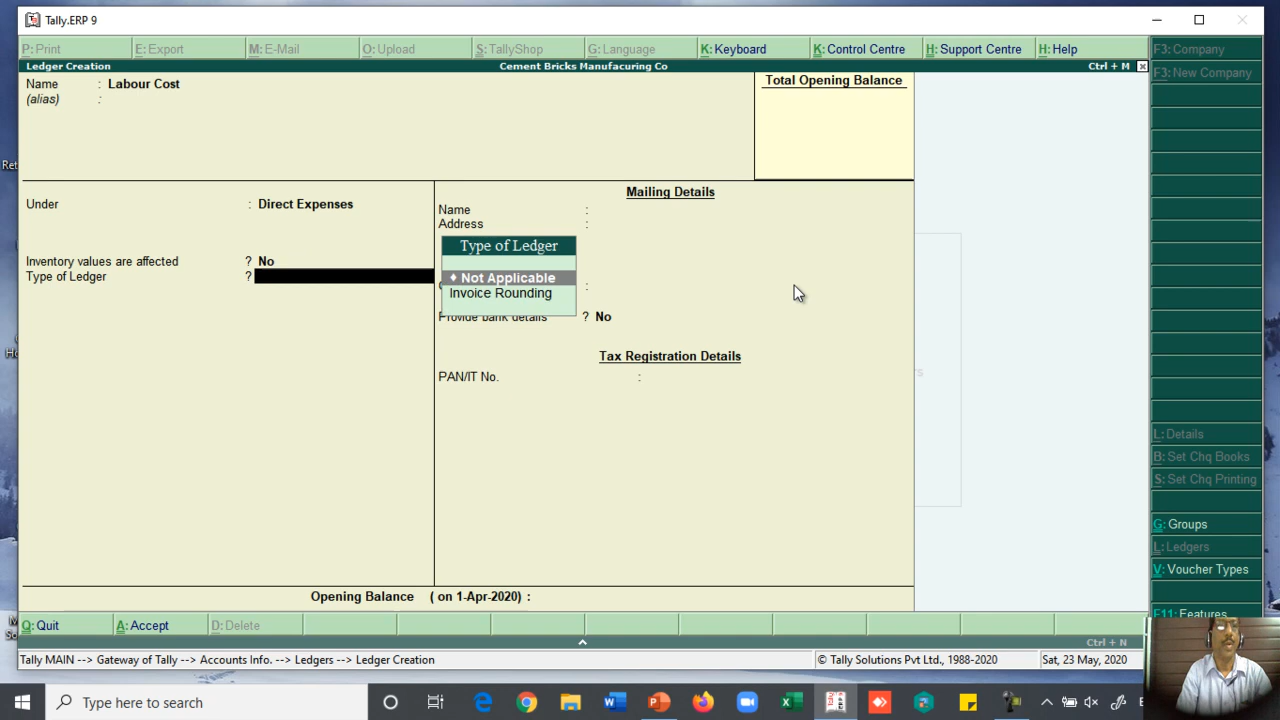 Tally.ERP 9
P: Print E: Export M: E-Mail O: Upload S: TallyShop G: Language K: Keyboard K: Control Centre H: Support Centre H: Help
F3: Company
Ledger Creation Cement Bricks Manufacuring Co Ctrl + M
F3: New Company
Name : Labour Cost
(alias) :
Total Opening Balance
Under : Direct Expenses
Mailing Details
Name :
Address :
Type of Ledger
Inventory values are affected ? No
Type of Ledger ?
♦ Not Applicable
Invoice Rounding
Provide bank details ? No
Tax Registration Details
PAN/IT No. :
L: Details
B: Set Chq Books
S: Set Chq Printing
G: Groups
L: Ledgers
V: Voucher Types
Opening Balance ( on 1-Apr-2020) :
F11: Features
Q: Quit A: Accept D: Delete
Ctrl + N
Tally MAIN --> Gateway of Tally --> Accounts Info. --> Ledgers --> Ledger Creation © Tally Solutions Pvt Ltd., 1988-2020 Sat, 23 May, 2020
Type here to search